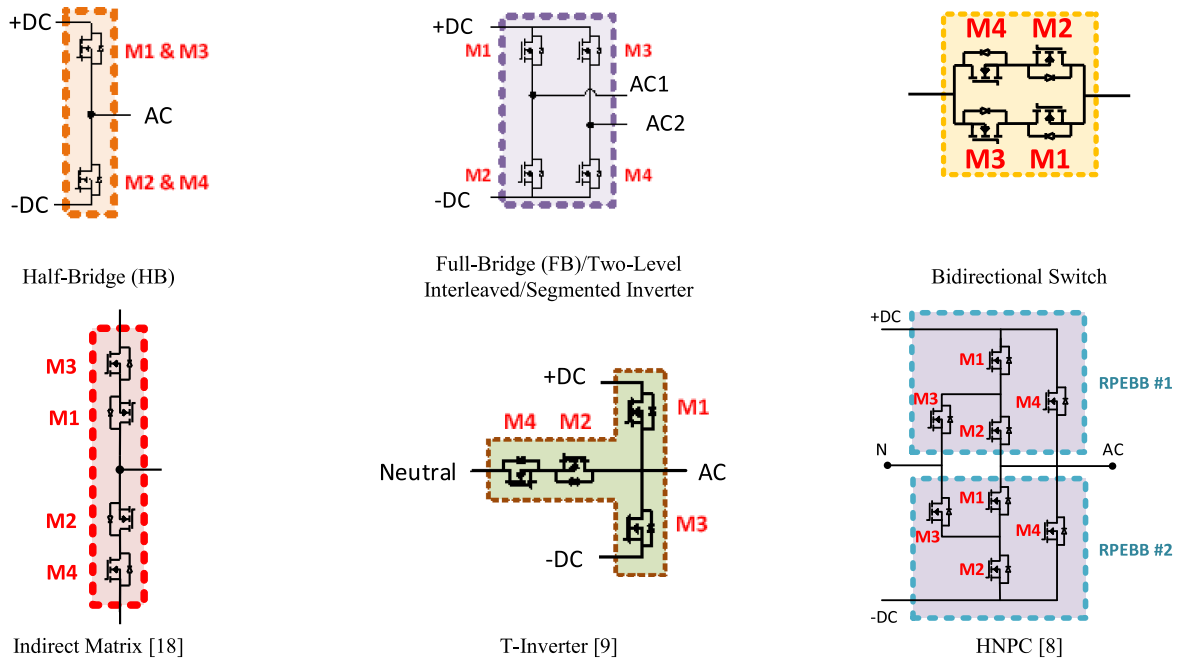 +DC
M1 & M3
AC
M2 & M4
-DC
Half-Bridge (HB)
+DC
M1
M3
AC1
AC2
M2
M4
-DC
Full-Bridge (FB)/Two-Level
Interleaved/Segmented Inverter
M4 M2
M3 M1
Bidirectional Switch
M3
M1
M2
M4
Indirect Matrix [18]
+DC
M1
M4 M2
Neutral
AC
M3
-DC
T-Inverter [9]
+DC
M1
RPEBB #1
M3
M4
M2
N
AC
M1
M3
M4
RPEBB #2
M2
-DC
HNPC [8]